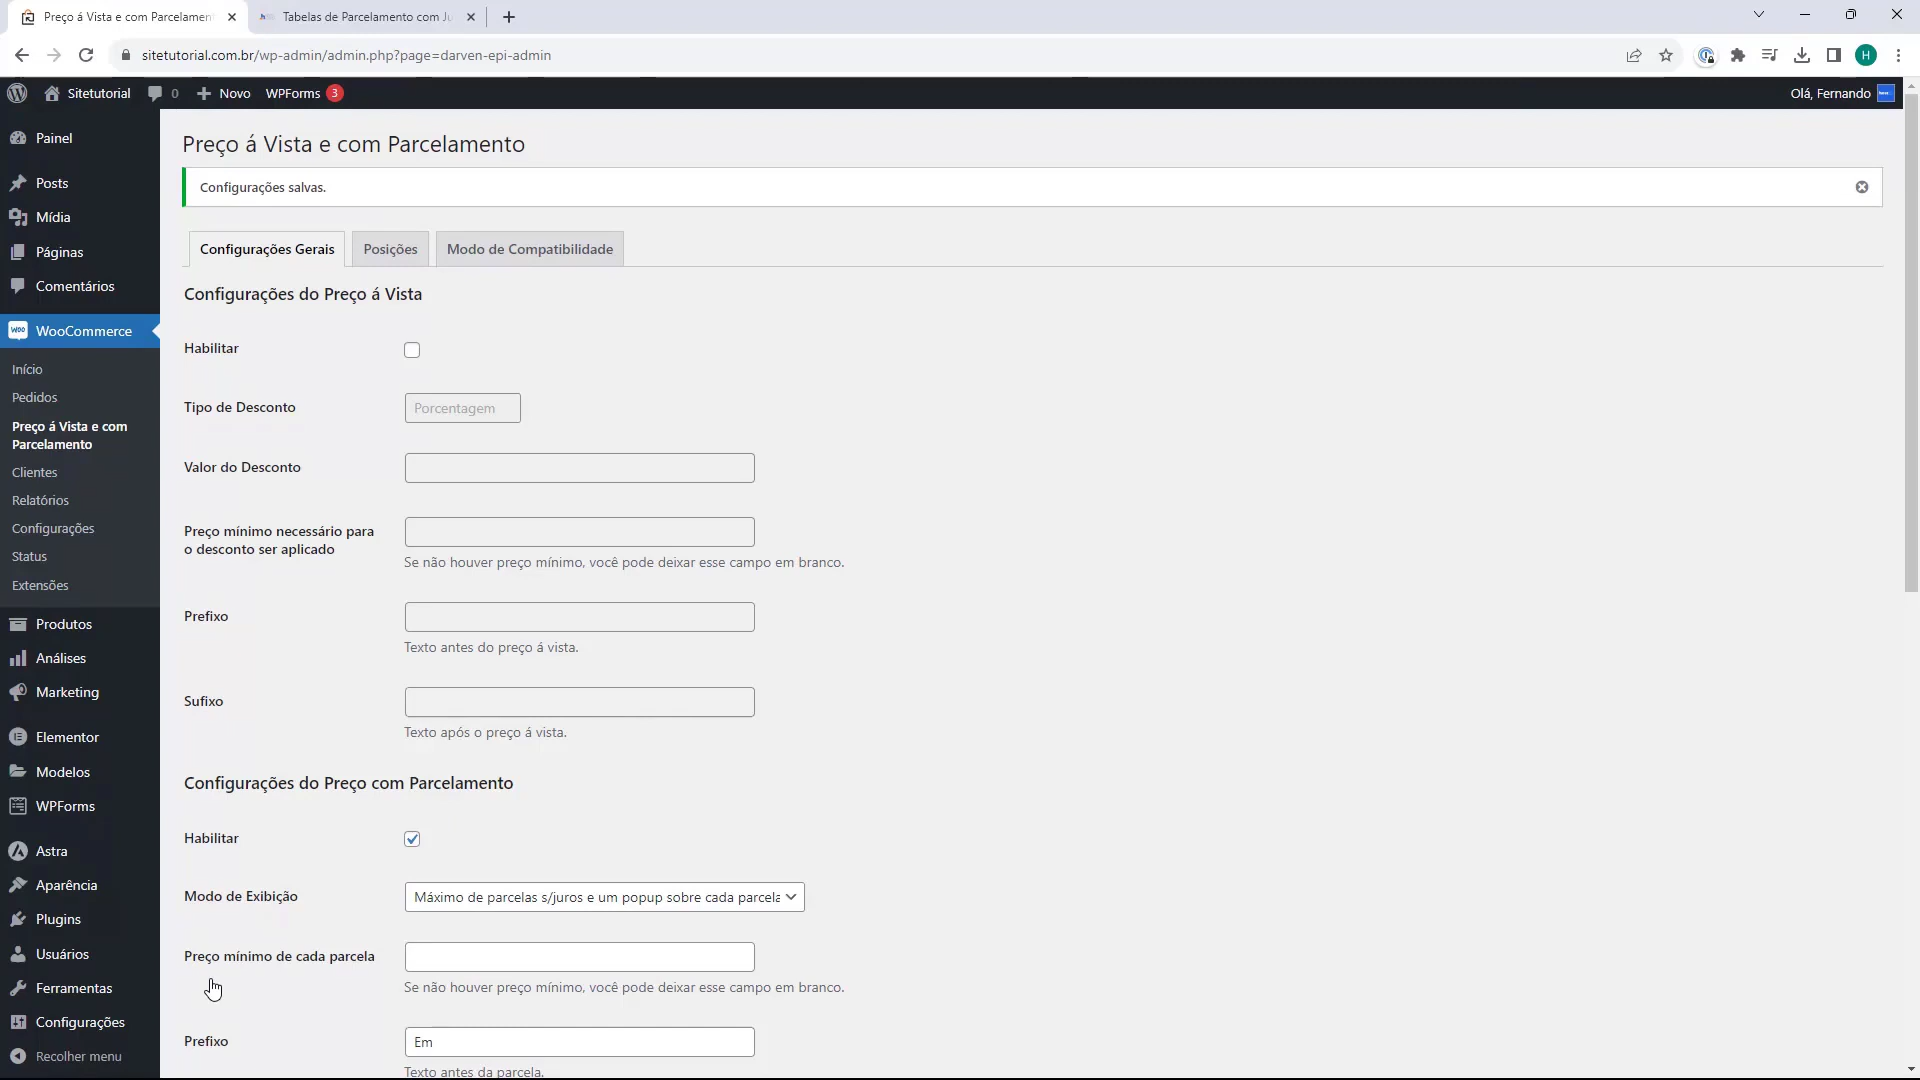 Preço á Vista e com Parcelamen
Tabelas de Parcelamento com Ju
sitetutorial.com.br/wp-admin/admin.php?page=darven-epi-admin
H
Sitetutorial
0
Novo
WPForms 3
Olá, Fernando
Painel
Posts
Mídia
Páginas
Comentários
WooCommerce
Início
Pedidos
Preço á Vista e com
Parcelamento
Clientes
Relatórios
Configurações
Status
Extensões
Produtos
Análises
Marketing
Elementor
Modelos
WPForms
Astra
Aparência
Plugins
Usuários
Ferramentas
Configurações
Recolher menu
Preço á Vista e com Parcelamento
Configurações salvas.
Configurações Gerais
Posições
Modo de Compatibilidade
Configurações do Preço á Vista
Habilitar
Tipo de Desconto
Porcentagem
Valor do Desconto
Preço mínimo necessário para
o desconto ser aplicado
Se não houver preço mínimo, você pode deixar esse campo em branco.
Prefixo
Texto antes do preço á vista.
Sufixo
Texto após o preço á vista.
Configurações do Preço com Parcelamento
Habilitar
Modo de Exibição
Máximo de parcelas s/juros e um popup sobre cada parcela
Preço mínimo de cada parcela
Se não houver preço mínimo, você pode deixar esse campo em branco.
Prefixo
Em
Texto antes da parcela.